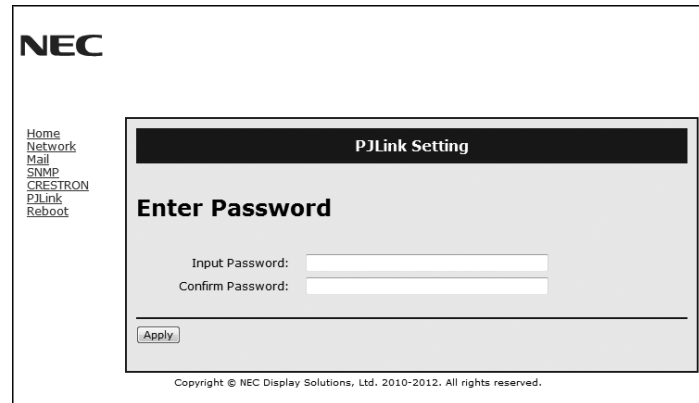 NEC
Home
Network
Mail
SNMP
CRESTRON
PJLink
Reboot
PJLink Setting
Enter Password
Input Password:
Confirm Password:
Apply
Copyright © NEC Display Solutions, Ltd. 2010-2012. All rights reserved.